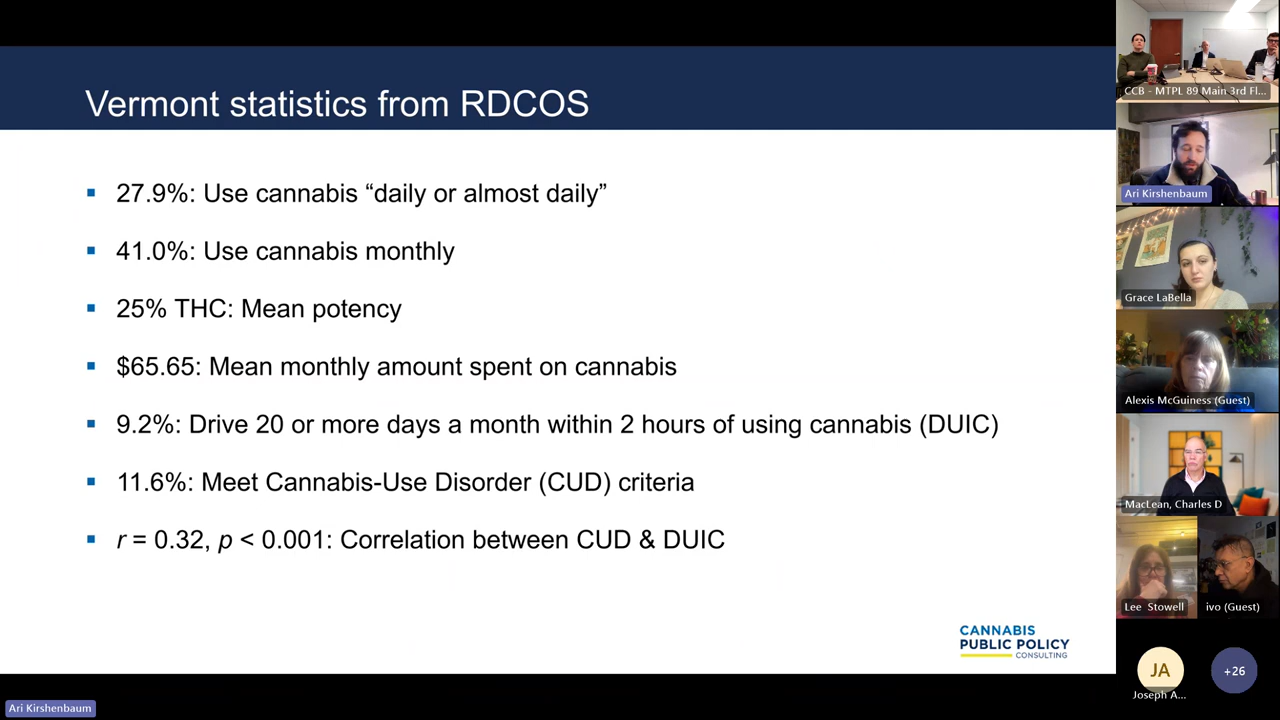 Vermont statistics from RDCOS
▪ 27.9%: Use cannabis “daily or almost daily”
▪ 41.0%: Use cannabis monthly
▪ 25% THC: Mean potency
▪ $65.65: Mean monthly amount spent on cannabis
▪ 9.2%: Drive 20 or more days a month within 2 hours of using cannabis (DUIC)
▪ 11.6%: Meet Cannabis-Use Disorder (CUD) criteria
▪ r = 0.32, p < 0.001: Correlation between CUD & DUIC
CANNABIS
PUBLIC POLICY
CONSULTING
Ari Kirshenbaum
CCB - MTPL 89 Main 3rd Fl...
Ari Kirshenbaum
Grace LaBella
Alexis McGuiness (Guest)
MacLean, Charles D
Lee Stowell
ivo (Guest)
JA
Joseph A...
+26